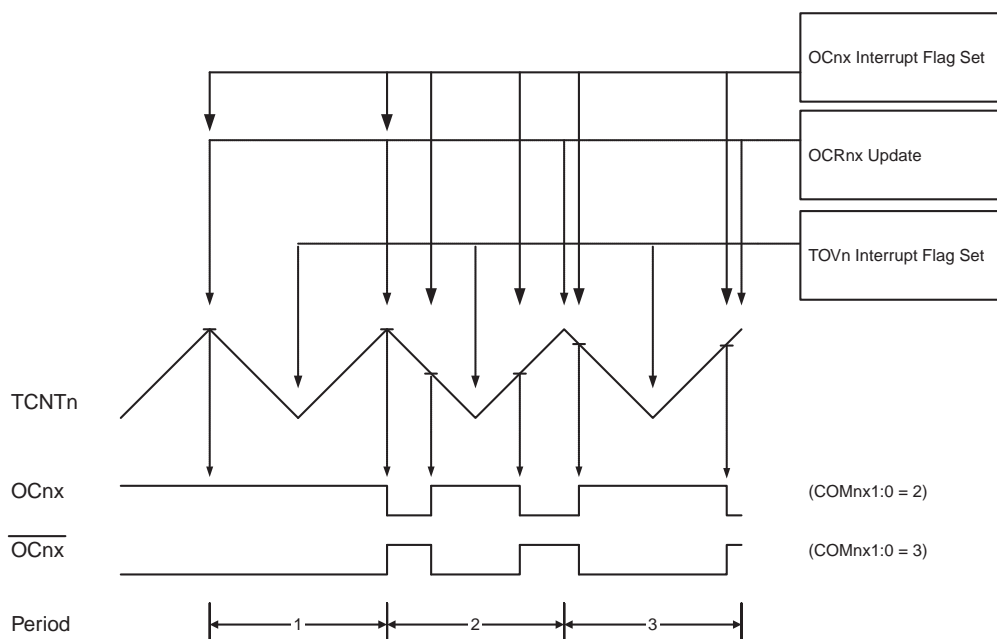 OCnx Interrupt Flag Set
OCRnx Update
TOVn Interrupt Flag Set
TCNTn
OCnx
(COMnx1:0 = 2)
OCnx
(COMnx1:0 = 3)
Period
1
2
3